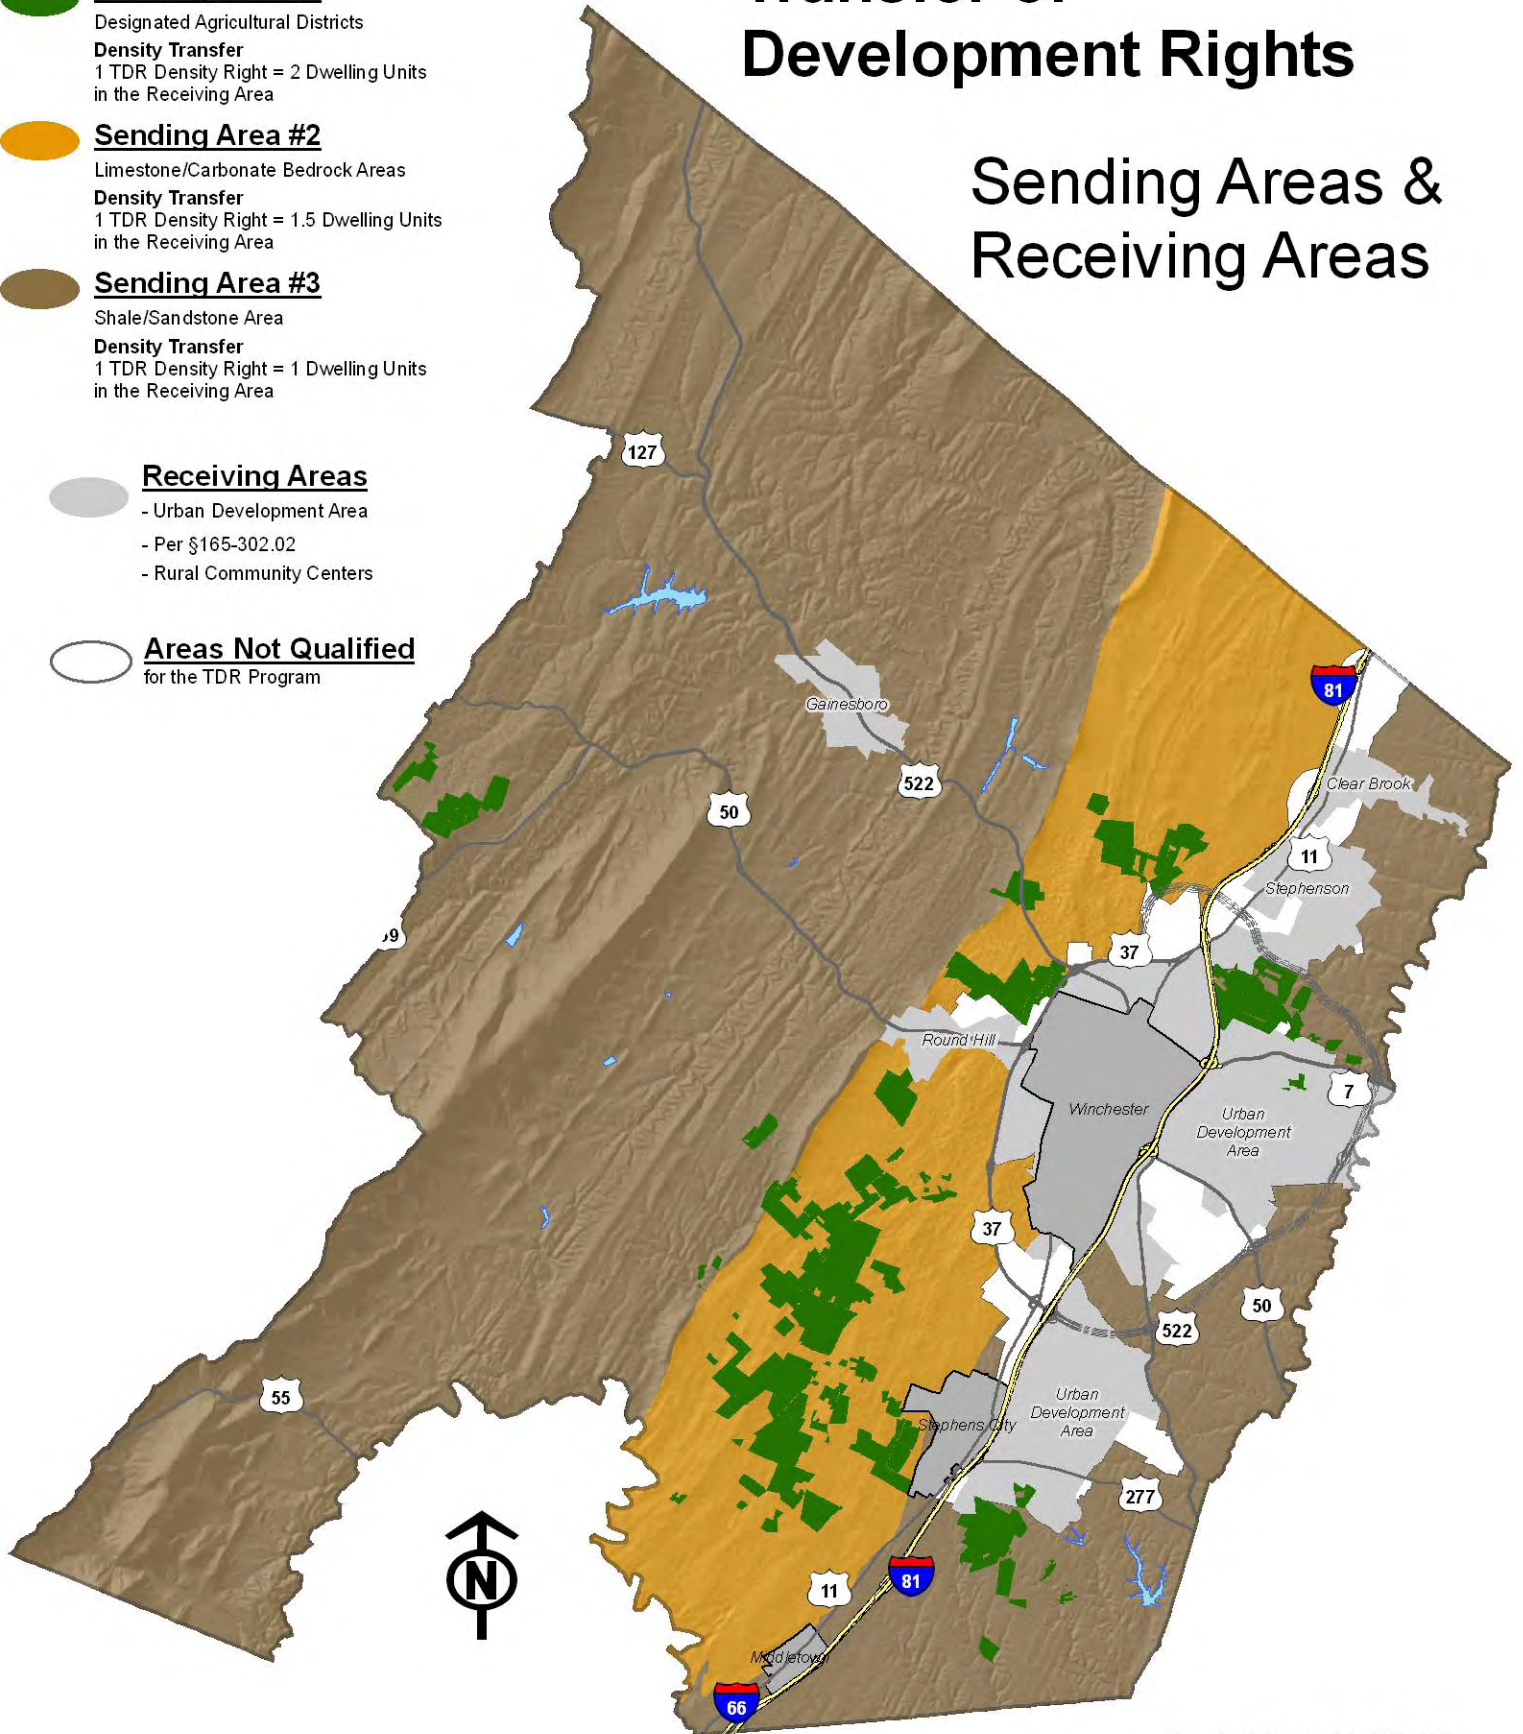 Transfer of
Development Rights
Sending Areas &
Receiving Areas
Designated Agricultural Districts
Density Transfer
1 TDR Density Right = 2 Dwelling Units
in the Receiving Area
Sending Area #2
Limestone/Carbonate Bedrock Areas
Density Transfer
1 TDR Density Right = 1.5 Dwelling Units
in the Receiving Area
Sending Area #3
Shale/Sandstone Area
Density Transfer
1 TDR Density Right = 1 Dwelling Units
in the Receiving Area
Receiving Areas
- Urban Development Area
- Per §165-302.02
- Rural Community Centers
Areas Not Qualified
for the TDR Program
127
81
Gainesboro
522
Clear Brook
50
11
Stephenson
37
Round Hill
7
Winchester
Urban
Development
Area
37
50
522
55
Urban
Development
Area
Stephens City
277
N
81
11
Middletown
66